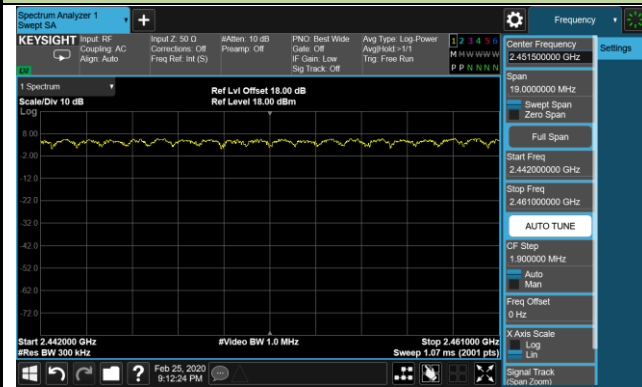 Spectrum Analyzer 1
Swept SA
+
Frequency
KEYSIGHT
Input: RF
Coupling: AC
Align: Auto
Input Z: 50 Ω
Corrections: Off
Freq Ref: Int (S)
#Atten: 10 dB
Preamp: Off
PNO: Best Wide
Gate: Off
IF Gain: Low
Sig Track: Off
Avg Type: Log-Power
Avg|Hold:>1/1
Trig: Free Run
1 2 3 4 5 6
M W W W W W
P P N N N N
1 Spectrum
Scale/Div 10 dB
Log
Ref Lvl Offset 18.00 dB
Ref Level 18.00 dBm
8.00
-2.00
-12.0
-22.0
-32.0
-42.0
-52.0
-62.0
-72.0
Start 2.442000 GHz
#Res BW 300 kHz
#Video BW 1.0 MHz
Stop 2.461000 GHz
Sweep 1.07 ms (2001 pts)
Feb 25, 2020
9:12:24 PM
Center Frequency
2.451500000 GHz
Span
19.0000000 MHz
Swept Span
Zero Span
Full Span
Start Freq
2.442000000 GHz
Stop Freq
2.461000000 GHz
AUTO TUNE
CF Step
1.900000 MHz
Auto
Man
Freq Offset
0 Hz
X Axis Scale
Log
Lin
Signal Track
(Span Zoom)
Settings